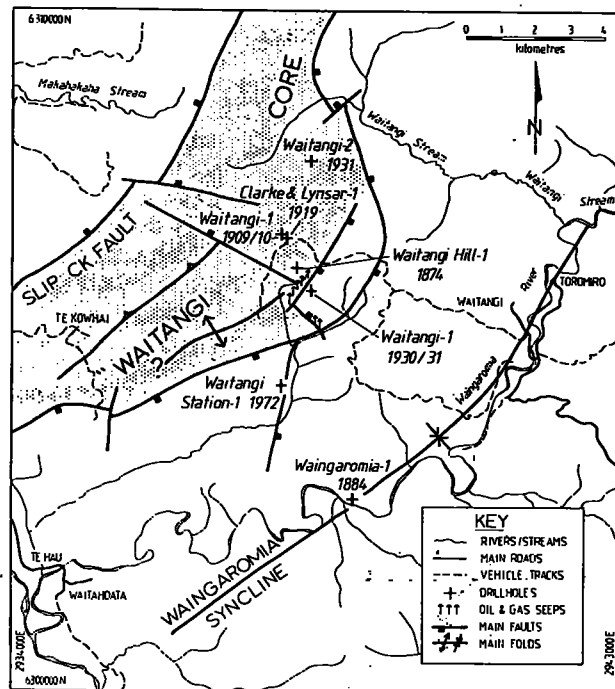 6310000N
0 1 2 3 4
kilometres
N
Makahakaha Stream
CORE
Waitangi-2
1931
Waitangi Stream
Waitangi
Stream
Clarke & Lynsar-1
1919
Waitangi-1
1909/10
Waitangi Hill-1
1874
SLIP CK FAULT
TE KOWHAI
WAITANGI
?
WAITANGI
River
TOROMIRO
Waitangi-1
1930/31
Waingaromia
Waitangi
Station-1 1972
Waingaromia-1
1884
WAINGAROMIA
SYNCLINE
TE HAU
WAITAHDATA
KEY
RIVERS/STREAMS
MAIN ROADS
VEHICLE TRACKS
DRILLHOLES
OIL & GAS SEEPS
MAIN FAULTS
MAIN FOLDS
2934000E
6300000N
2943000E